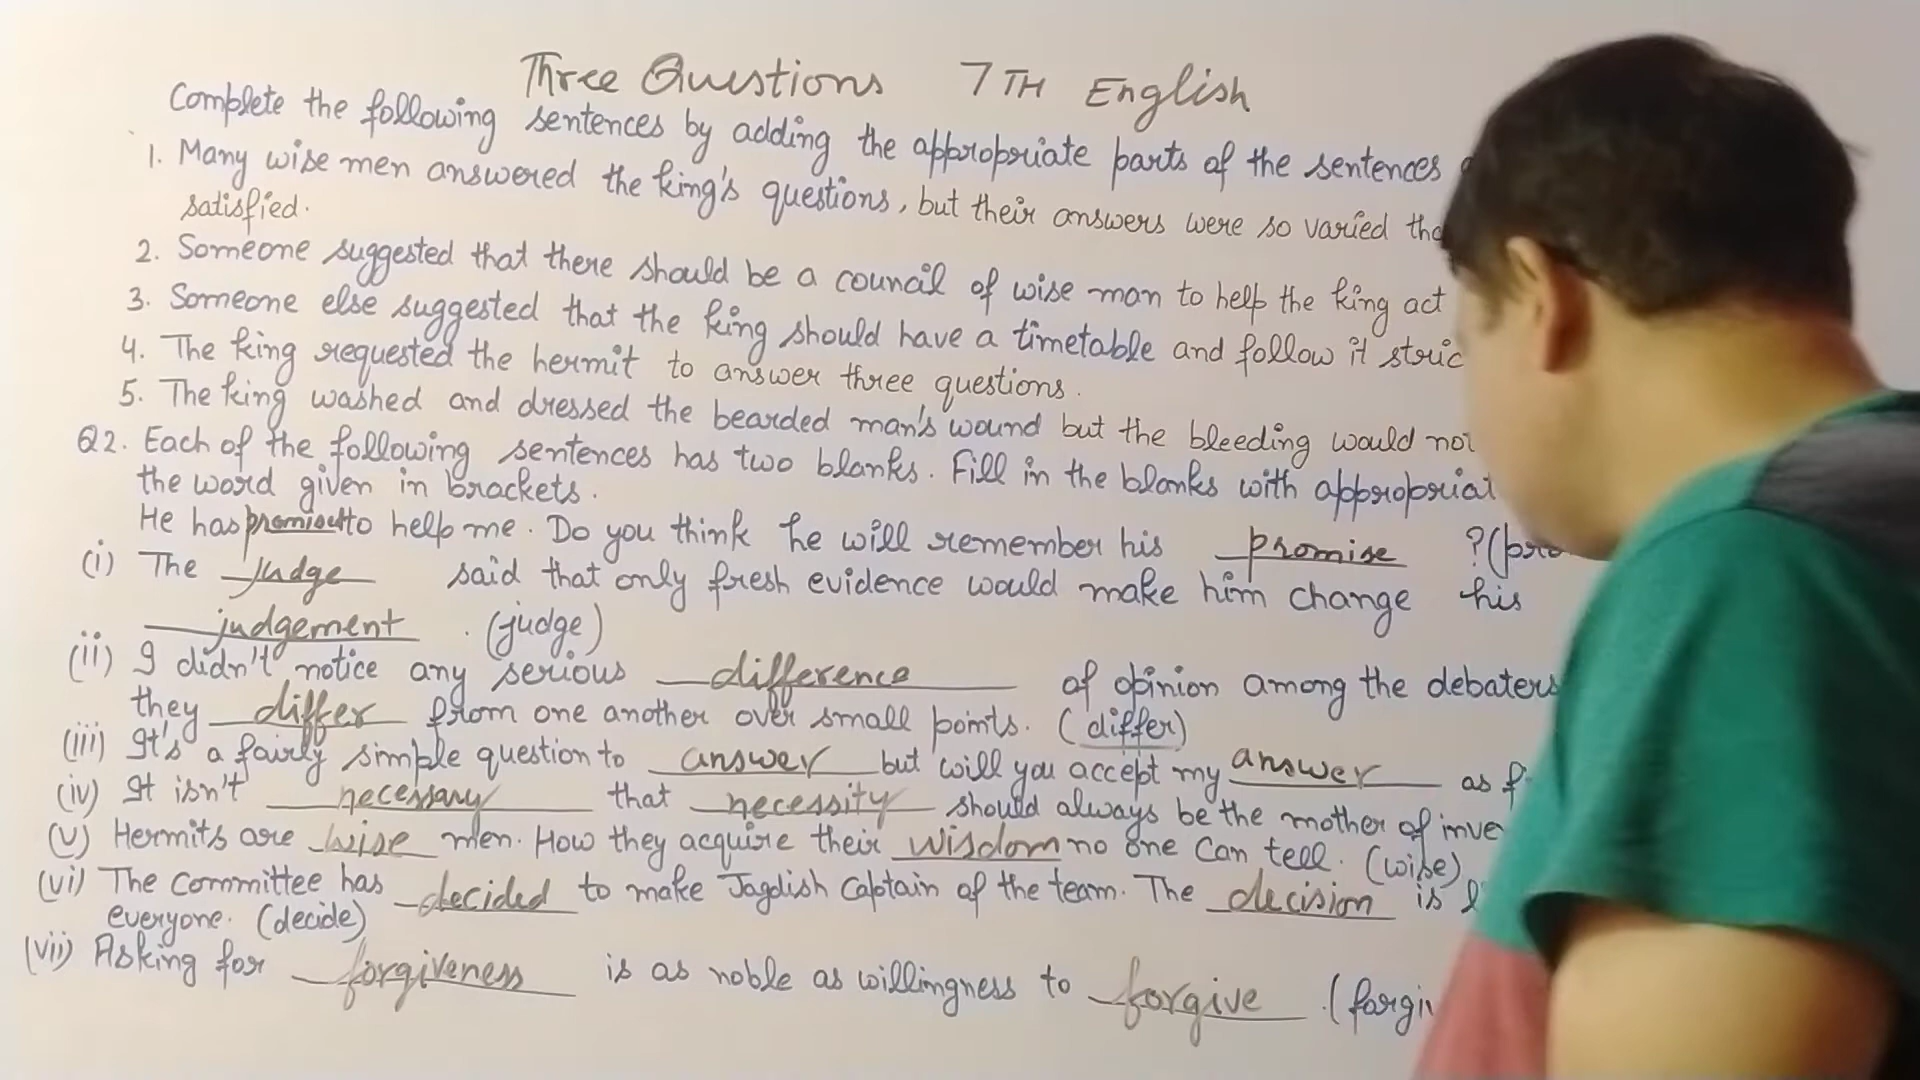 Three Questions 7TH English
Complete the following sentences by adding the appropriate parts of the sentences
1. Many wise men answered the king's questions, but their answers were so varied
satisfied.
2. Someone suggested that there should be a council of wise man to help the king act
3. Someone else suggested that the king should have a timetable and follow it
4. The king requested the hermit to answer three questions.
5. The king washed and dressed the bearded man's wound but the bleeding would
Q2. Each of the following sentences has two blanks. Fill in the blanks with
the word given in brackets.
He has to help me. Do you think he will remember his promise ?
(i) The judge said that only fresh evidence would make him change his
judgement . (judge)
(ii) I didn't notice any serious difference of opinion among the debaters
they differ from one another over small points. (differ)
(iii) It's a fairly simple question to answer but will you accept my answer as
(iv) It isn't necessary that necessity should always be the mother of
(v) Hermits are wise men. How they acquire their wisdom no one can tell. (wise)
(vi) The committee has decided to make Jagdish Captain of the team. The decision is
everyone. (decide)
(vii) Asking for forgiveness is as noble as willingness to forgive .